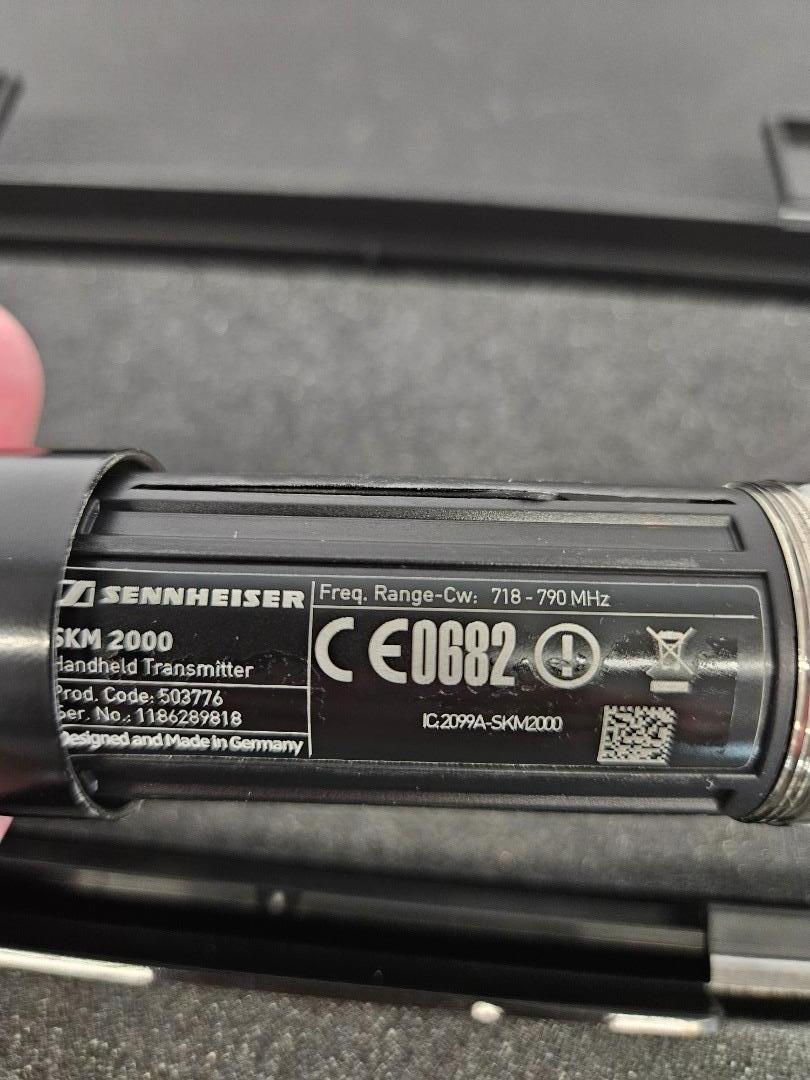 SENNHEISER
SKM 2000
Handheld Transmitter
Prod. Code: 503776
Ser. No.: 1186289818
Designed and Made in Germany
Freq. Range-Cw: 718 - 790 MHz
CE0682
IC:2099A-SKM2000